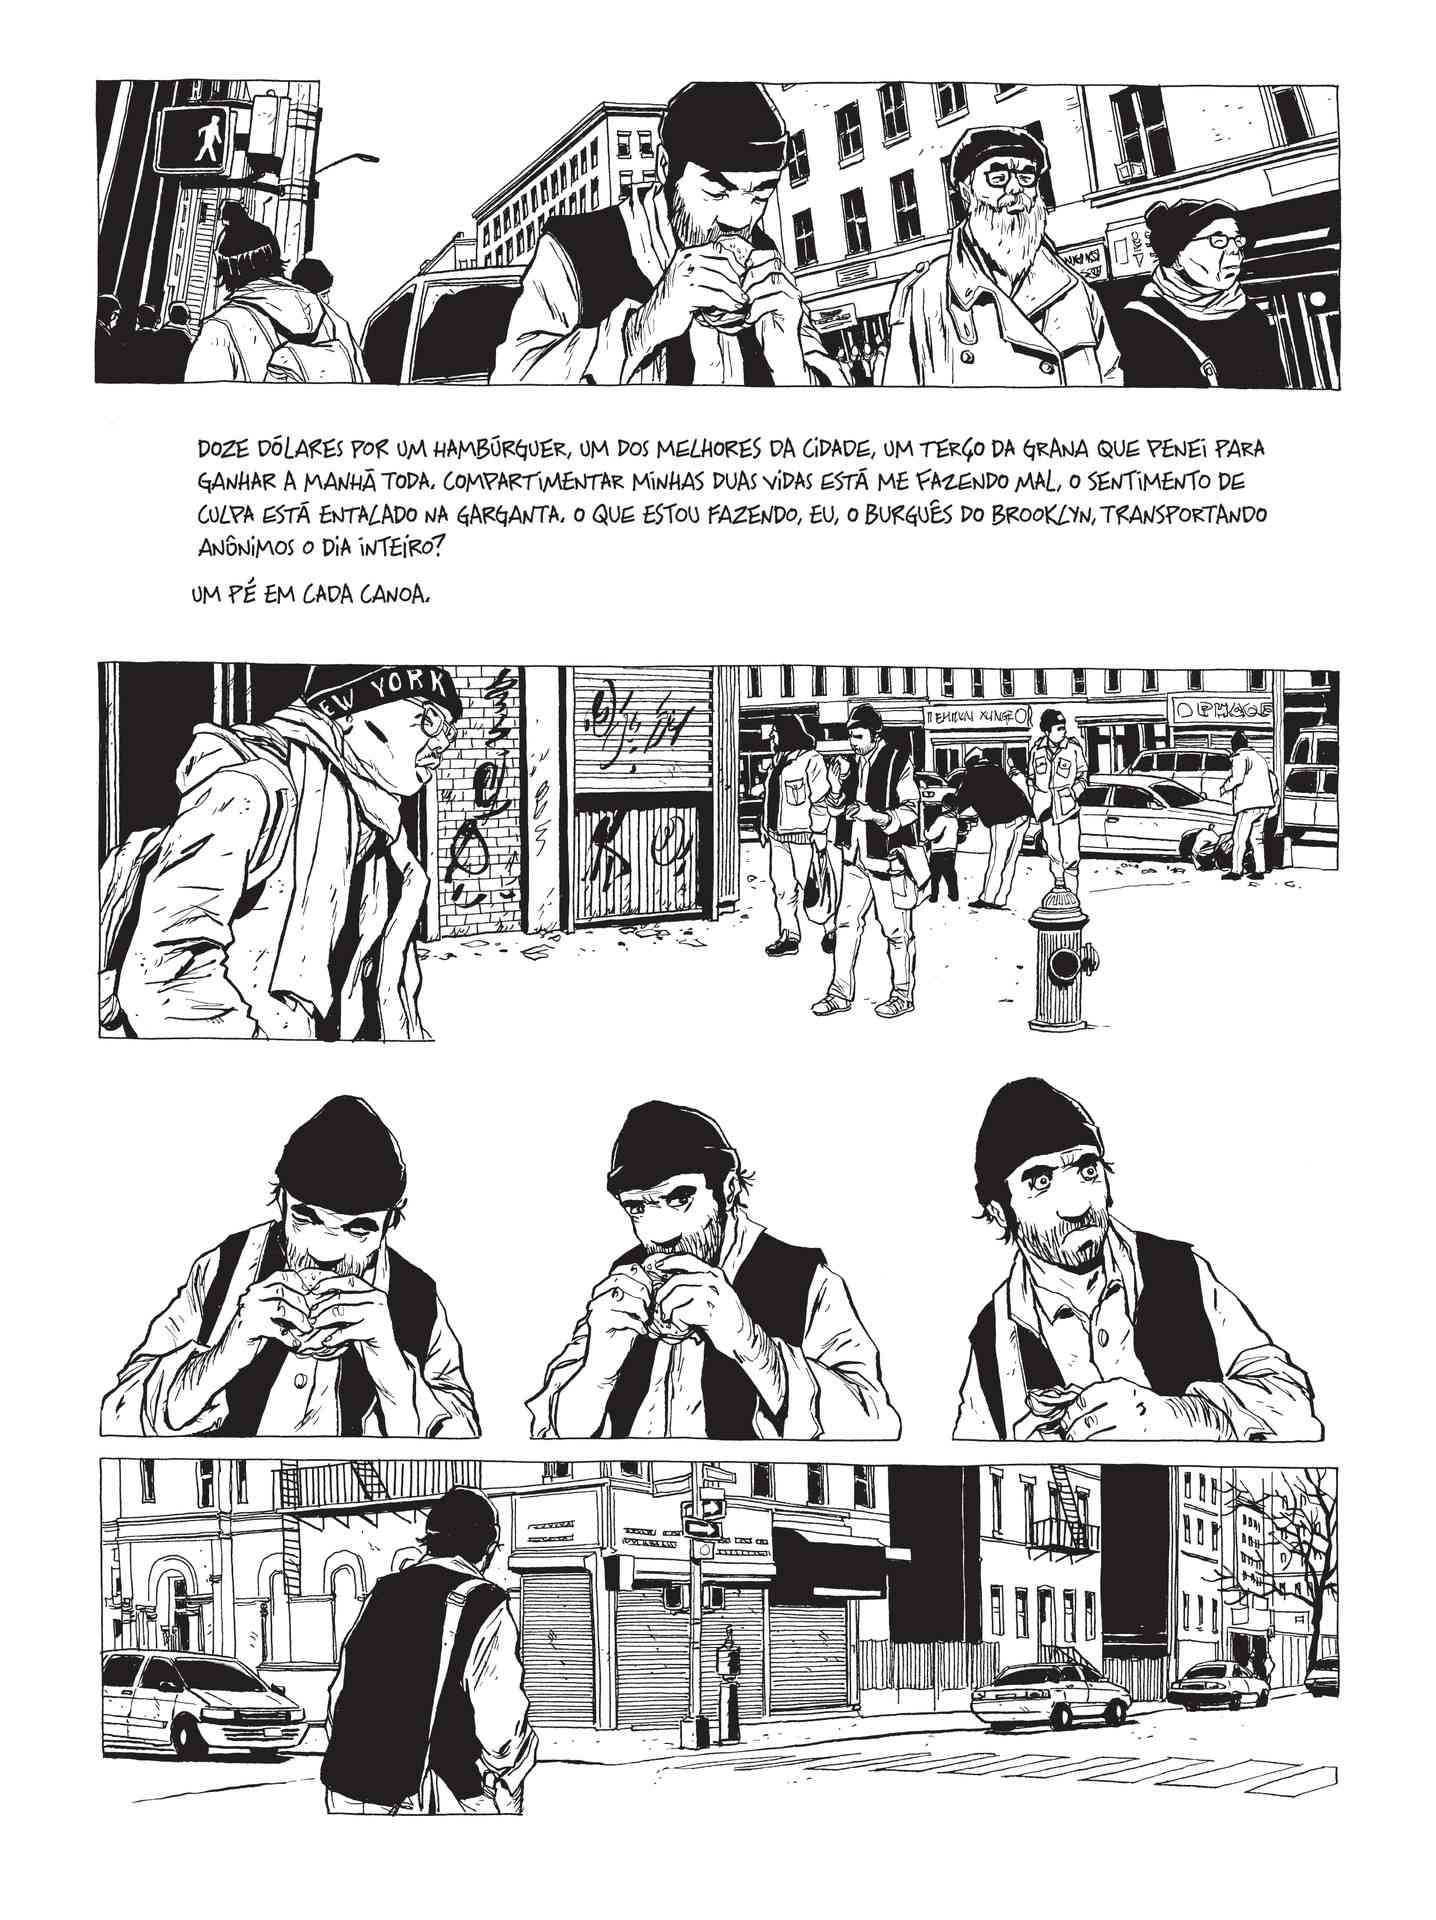 DOZE DÓLARES POR UM HAMBÚRGUER, UM DOS MELHORES DA CIDADE, UM TERÇO DA GRANA QUE PENEI PARA
GANHAR A MANHÃ TODA. COMPARTIMENTAR MINHAS DUAS VIDAS ESTÁ ME FAZENDO MAL, O SENTIMENTO DE
CULPA ESTÁ ENTALADO NA GARGANTA. O QUE ESTOU FAZENDO, EU, O BURGUÊS DO BROOKLYN, TRANSPORTANDO
ANÔNIMOS O DIA INTEIRO?
UM PÉ EM CADA CANOA.
EW YORK